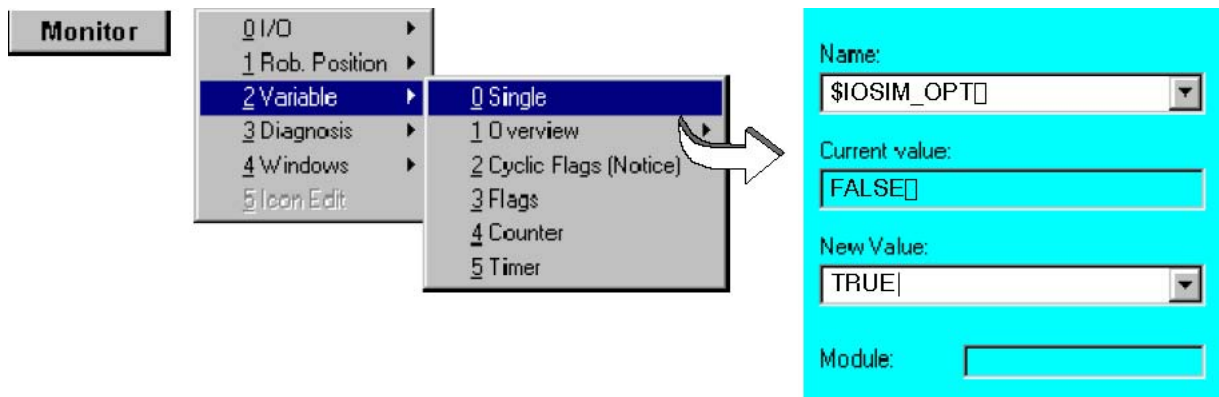 Monitor
0 I/O
1 Rob. Position
2 Variable
3 Diagnosis
4 Windows
5 Icon Edit
0 Single
1 Overview
2 Cyclic Flags (Notice)
3 Flags
4 Counter
5 Timer
Name:
$IOSIM_OPT[]
Current value:
FALSE[]
New Value:
TRUE
Module: